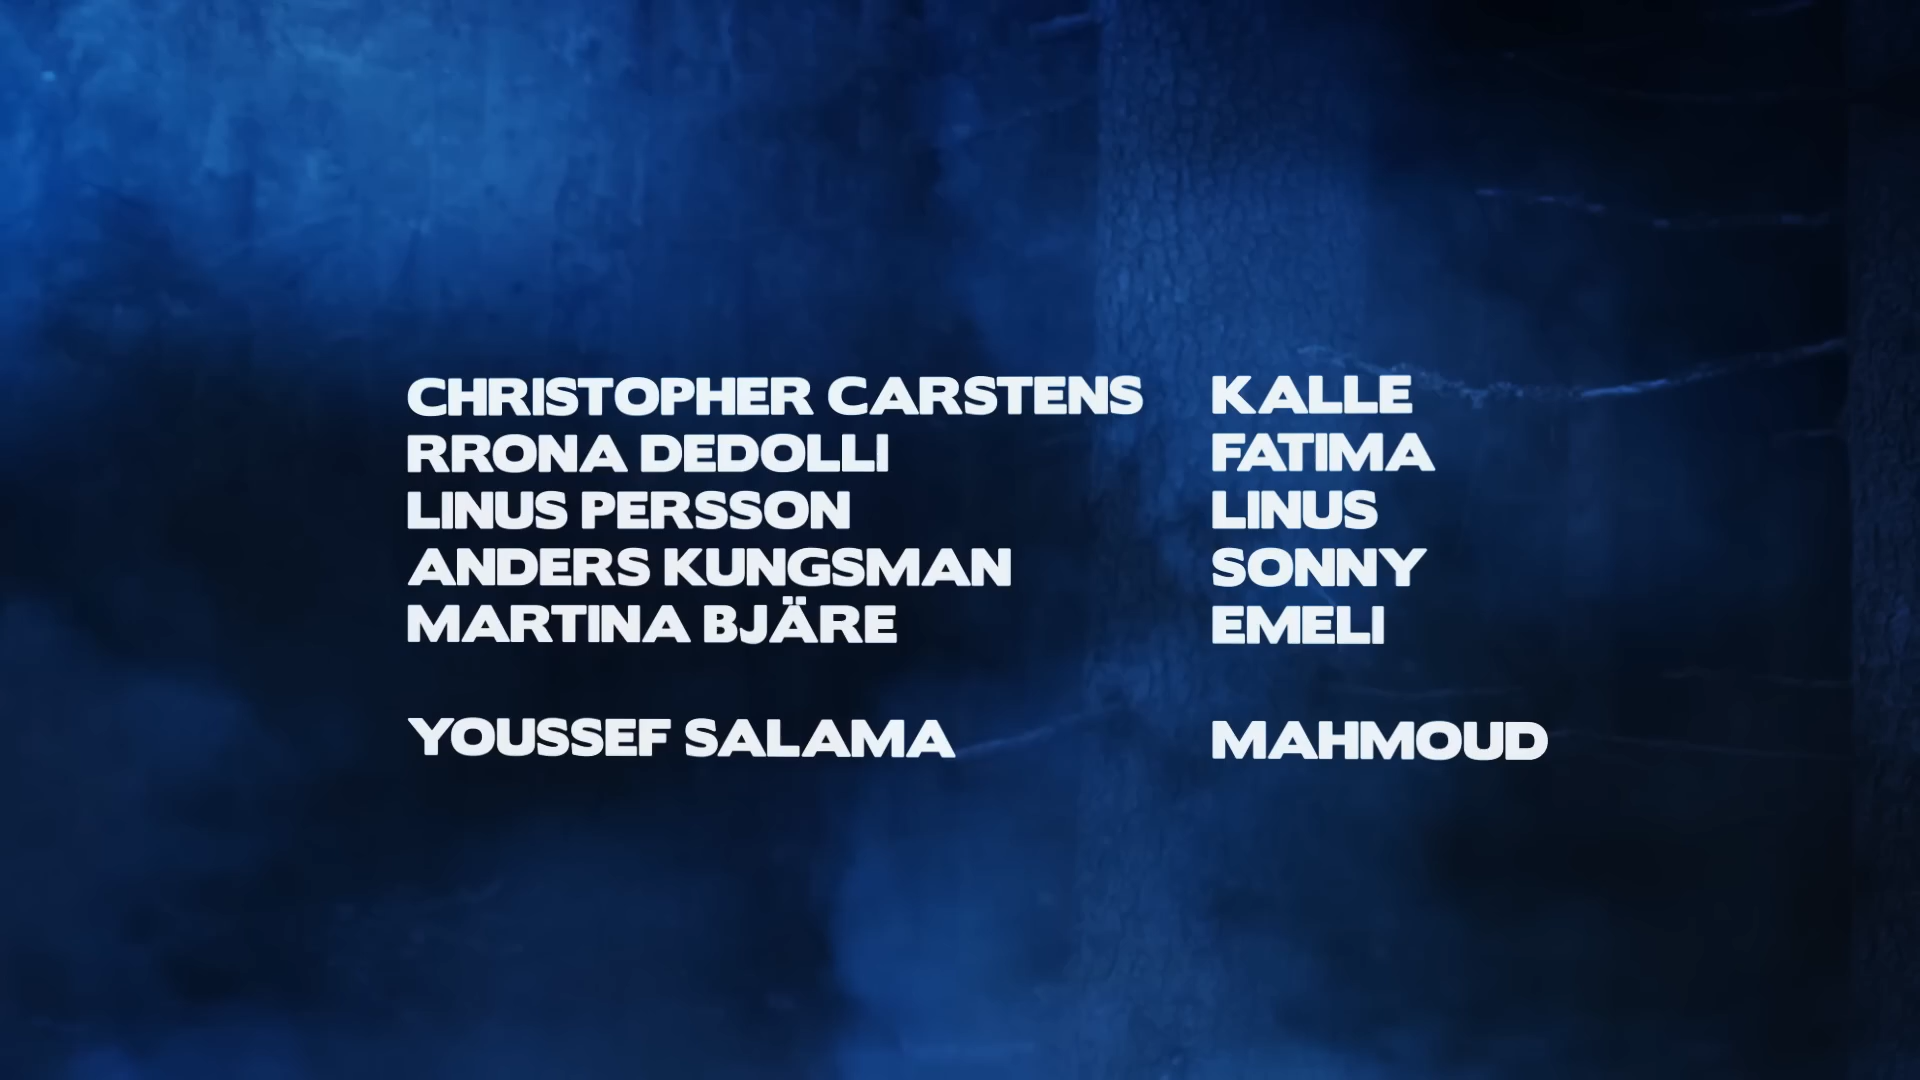 CHRISTOPHER CARSTENS KALLE
RRONA DEDOLLI FATIMA
LINUS PERSSON LINUS
ANDERS KUNGSMAN SONNY
MARTINA BJÄRE EMELI
YOUSSEF SALAMA MAHMOUD